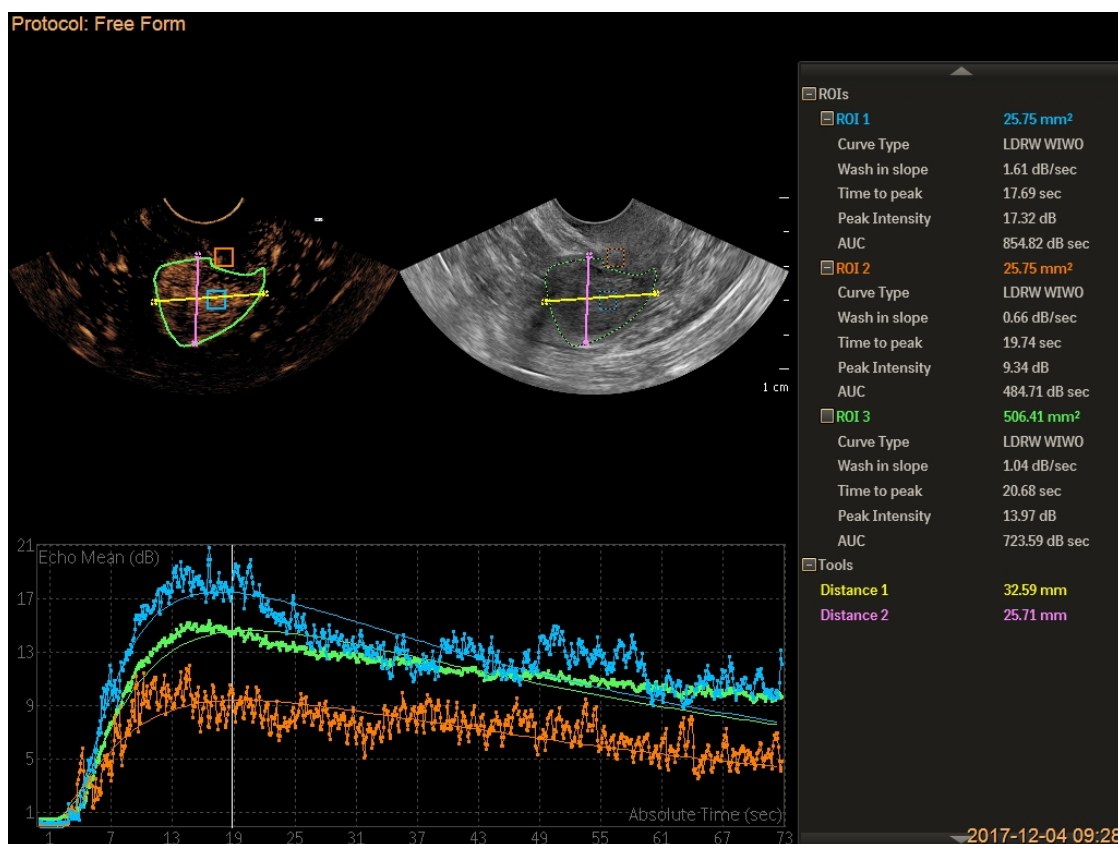 Protocol: Free Form
1 cm
ROIs
ROI 1 25.75 mm²
Curve Type LDRW WIWO
Wash in slope 1.61 dB/sec
Time to peak 17.69 sec
Peak Intensity 17.32 dB
AUC 854.82 dB sec
ROI 2 25.75 mm²
Curve Type LDRW WIWO
Wash in slope 0.66 dB/sec
Time to peak 19.74 sec
Peak Intensity 9.34 dB
AUC 484.71 dB sec
ROI 3 506.41 mm²
Curve Type LDRW WIWO
Wash in slope 1.04 dB/sec
Time to peak 20.68 sec
Peak Intensity 13.97 dB
AUC 723.59 dB sec
Tools
Distance 1 32.59 mm
Distance 2 25.71 mm
Echo Mean (dB)
21
17
13
9
5
1
Absolute Time (sec)
1 7 13 19 25 31 37 43 49 55 61 67 73
2017-12-04 09:28